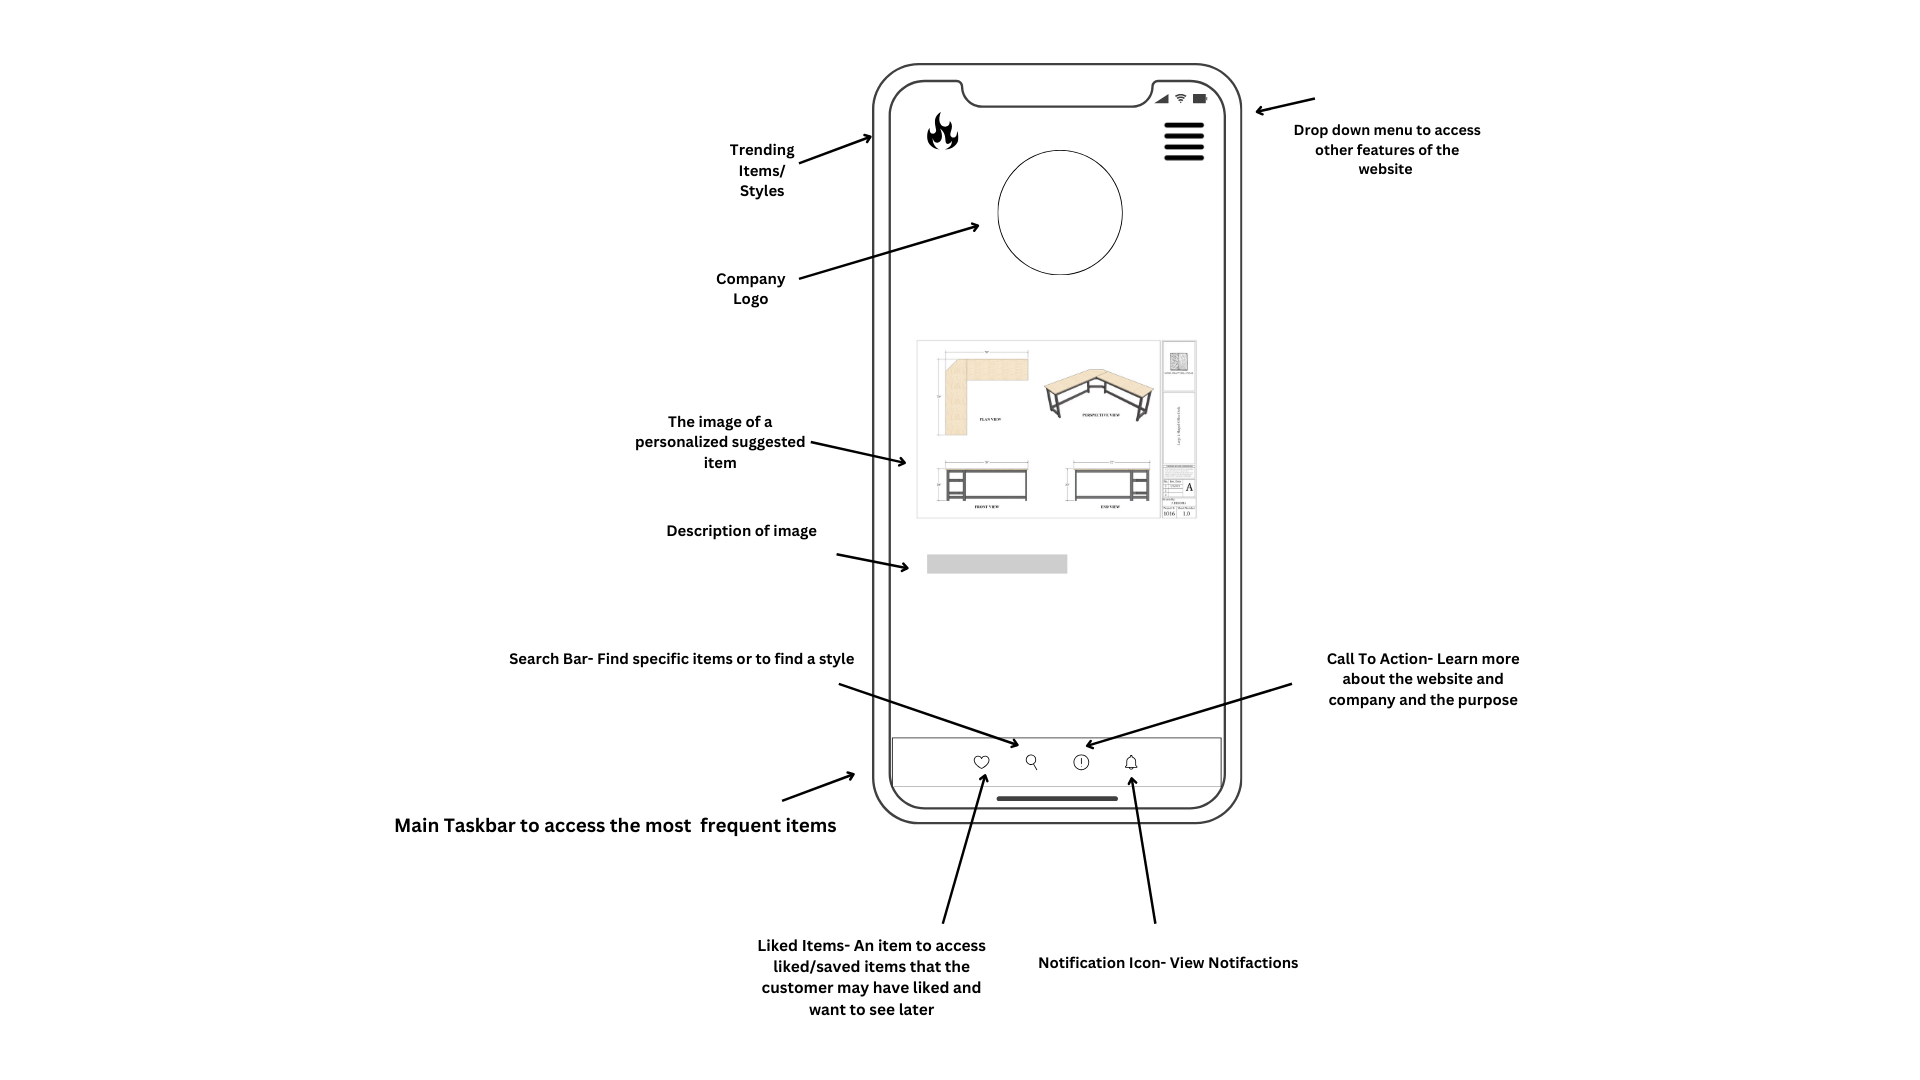 Trending
Items/
Styles
Drop down menu to access
other features of the
website
Company
Logo
PLAN VIEW
PERSPECTIVE VIEW
FRONT VIEW
END VIEW
A
1016
1.0
The image of a
personalized suggested
item
Description of image
Search Bar- Find specific items or to find a style
Call To Action- Learn more
about the website and
company and the purpose
Main Taskbar to access the most  frequent items
Liked Items- An item to access
liked/saved items that the
customer may have liked and
want to see later
Notification Icon- View Notifactions